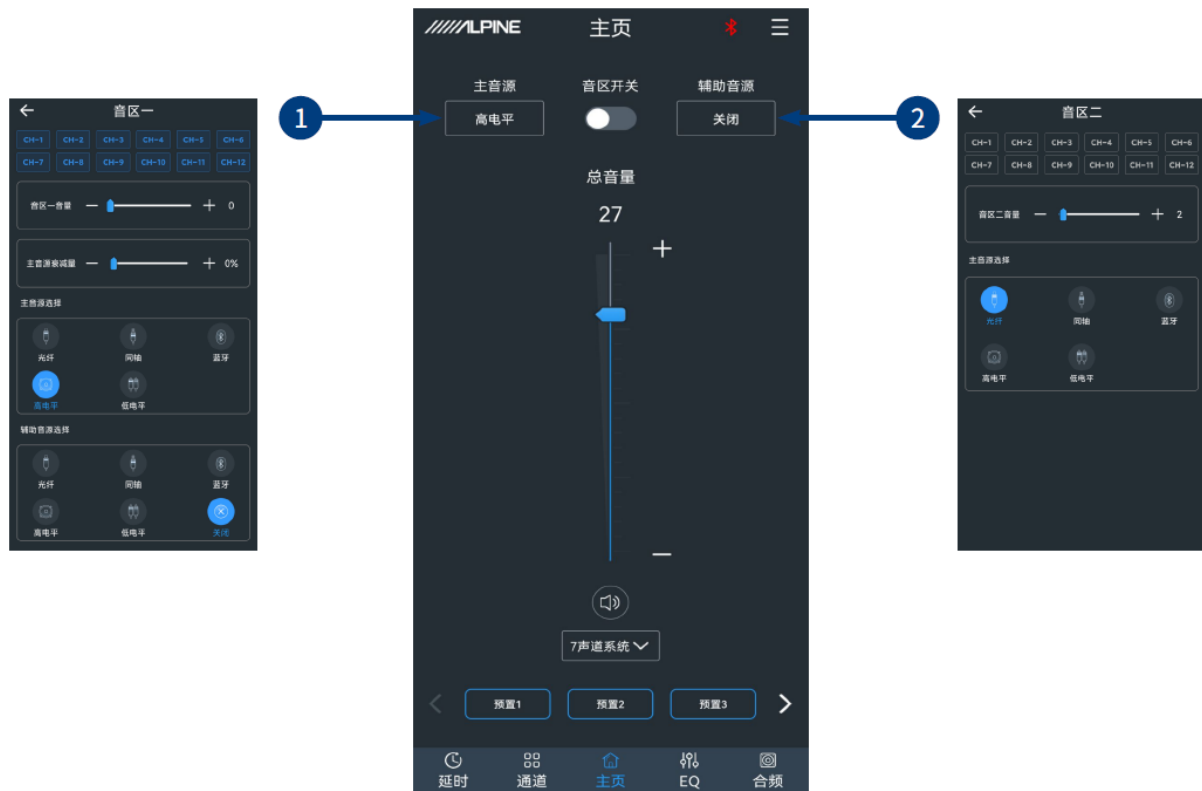 音区一
CH-1 CH-2 CH-3 CH-4 CH-5 CH-6
CH-7 CH-8 CH-9 CH-10 CH-11 CH-12
音区一音量 — + 0
主音源衰减量 — + 0%
主音源选择
光纤 同轴 蓝牙
高电平 低电平
辅助音源选择
光纤 同轴 蓝牙
高电平 低电平 关闭
1
ALPINE 主页
主音源 音区开关 辅助音源
高电平 关闭
总音量
27
+
—
7声道系统
预置1 预置2 预置3
延时 通道 主页 EQ 合频
2
音区二
CH-1 CH-2 CH-3 CH-4 CH-5 CH-6
CH-7 CH-8 CH-9 CH-10 CH-11 CH-12
音区二音量 — + 2
主音源选择
光纤 同轴 蓝牙
高电平 低电平